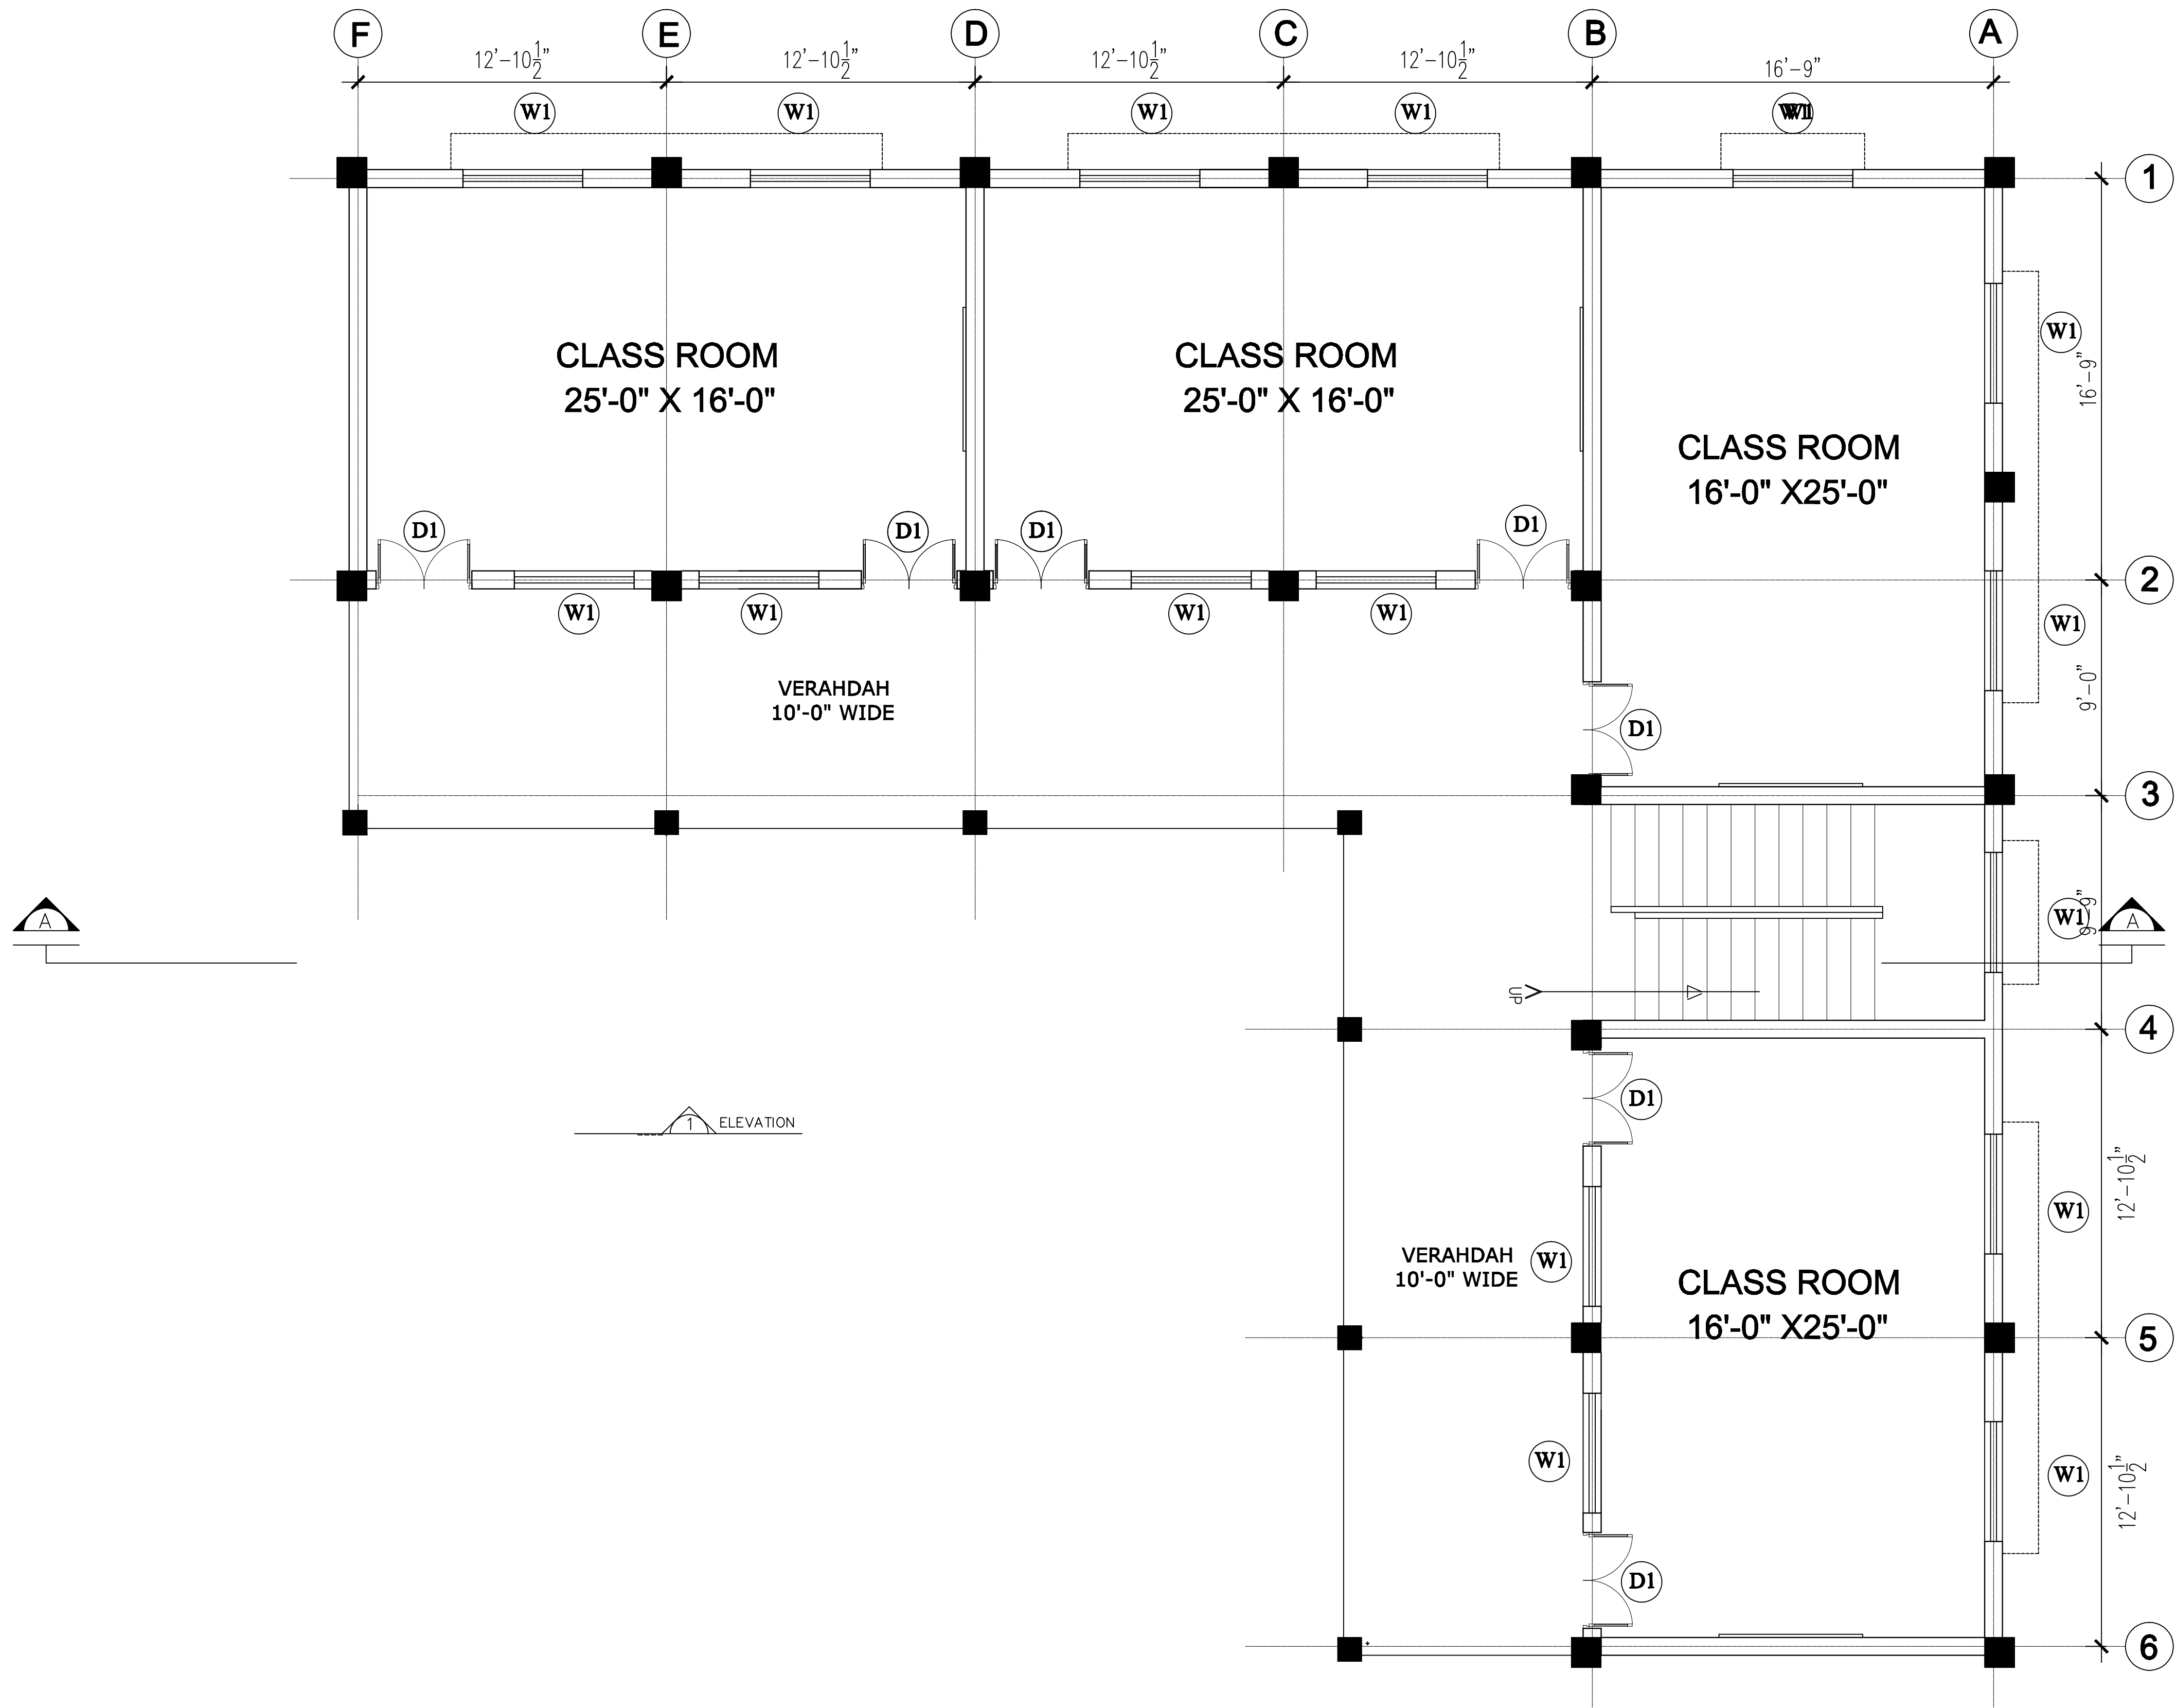 F E D C B A
12'-10½" 12'-10½" 12'-10½" 12'-10½" 16'-9"
W1 W1 W1 W1 W1 W1
1
CLASS ROOM
25'-0" X 16'-0"
CLASS ROOM
25'-0" X 16'-0"
W1
16'-9"
CLASS ROOM
16'-0" X25'-0"
D1 D1 D1 D1
2
W1 W1 W1 W1 W1
VERAHDAH
10'-0" WIDE
9'-0"
D1
3
A W1 9'-9" A
UP
4
D1
1 ELEVATION
12'-10½"
W1
VERAHDAH
10'-0" WIDE
W1
CLASS ROOM
16'-0" X25'-0"
5
W1 W1
12'-10½"
D1
6